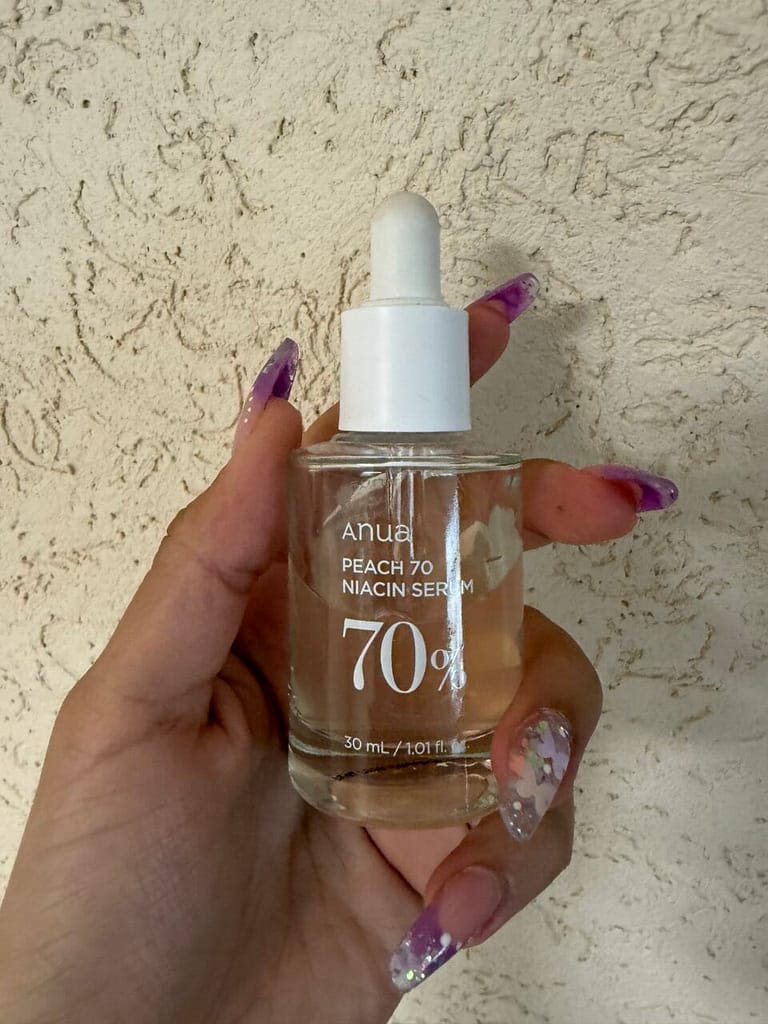 Anua
PEACH 70
NIACIN SERUM
70%
30 mL / 1.01 fl.